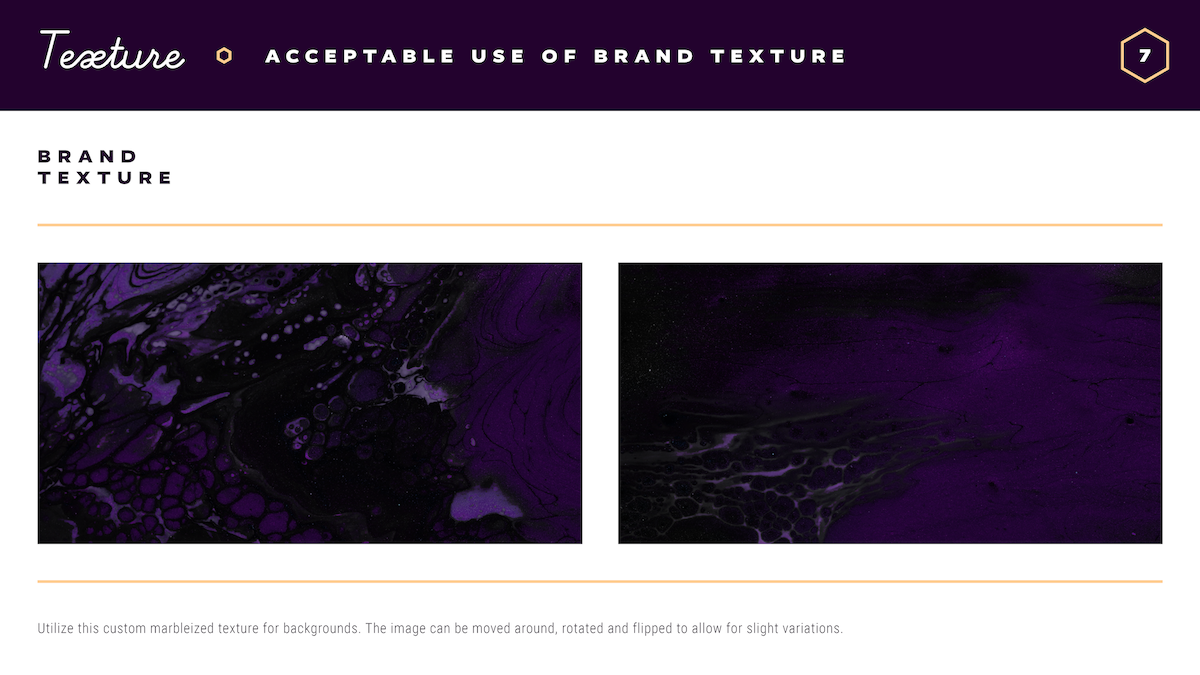 Texture
ACCEPTABLE USE OF BRAND TEXTURE
7
BRAND
TEXTURE
Utilize this custom marbleized texture for backgrounds. The image can be moved around, rotated and flipped to allow for slight variations.